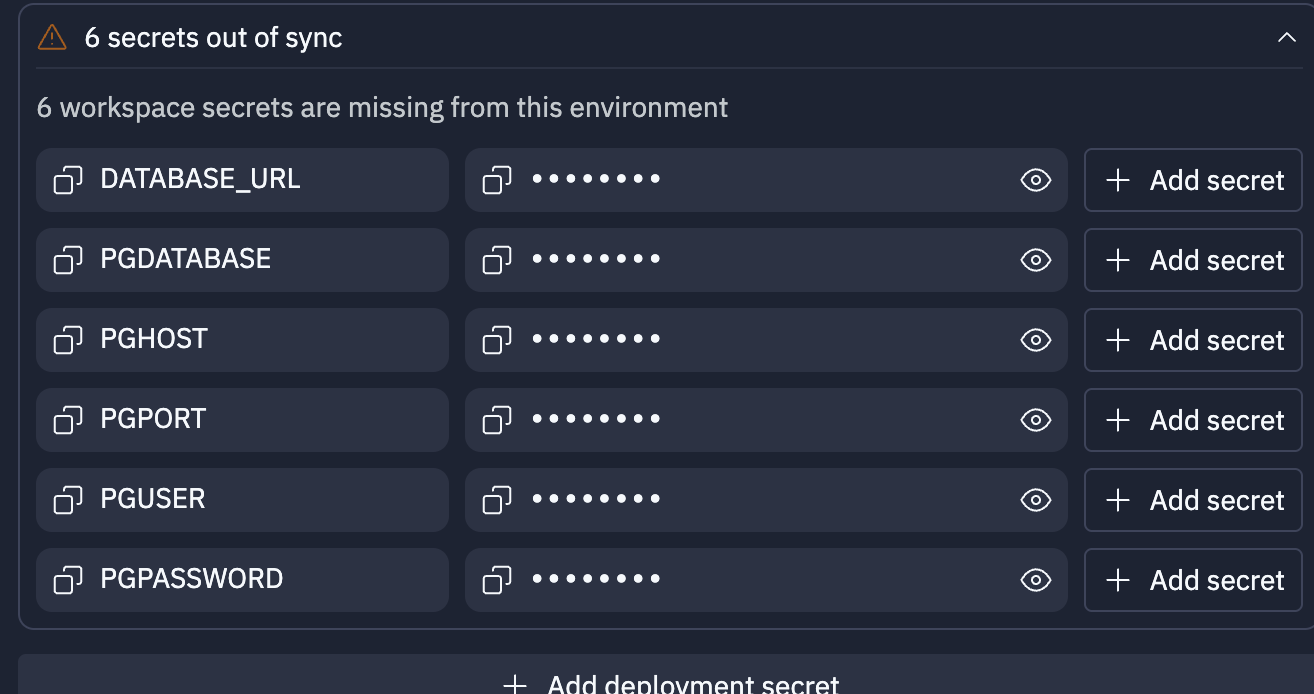 6 secrets out of sync
6 workspace secrets are missing from this environment
DATABASE_URL •••••••• + Add secret
PGDATABASE •••••••• + Add secret
PGHOST •••••••• + Add secret
PGPORT •••••••• + Add secret
PGUSER •••••••• + Add secret
PGPASSWORD •••••••• + Add secret
+ Add deployment secret